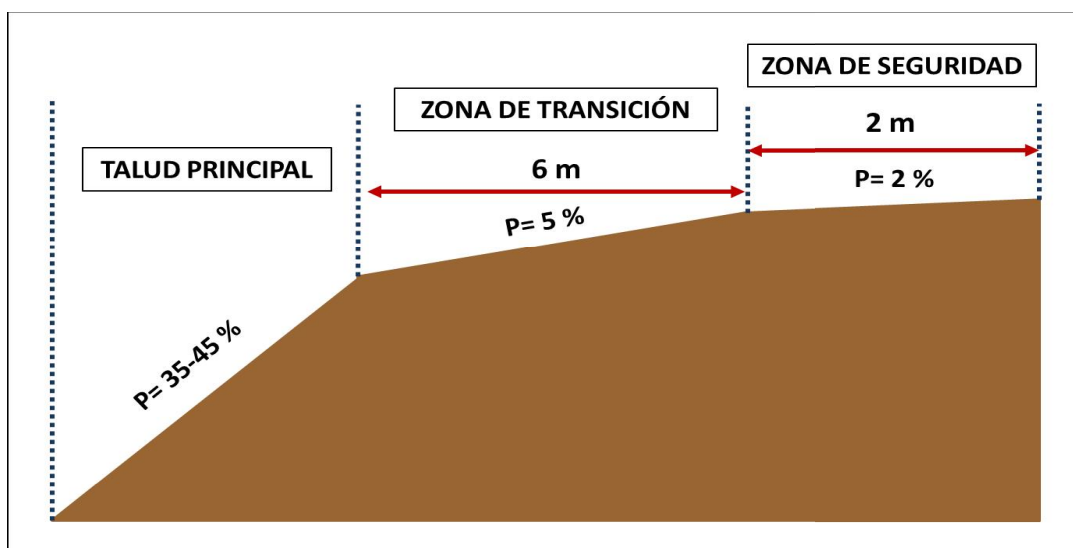 ZONA DE SEGURIDAD
ZONA DE TRANSICIÓN
2 m
TALUD PRINCIPAL
6 m
P= 2 %
P= 5 %
P= 35-45 %